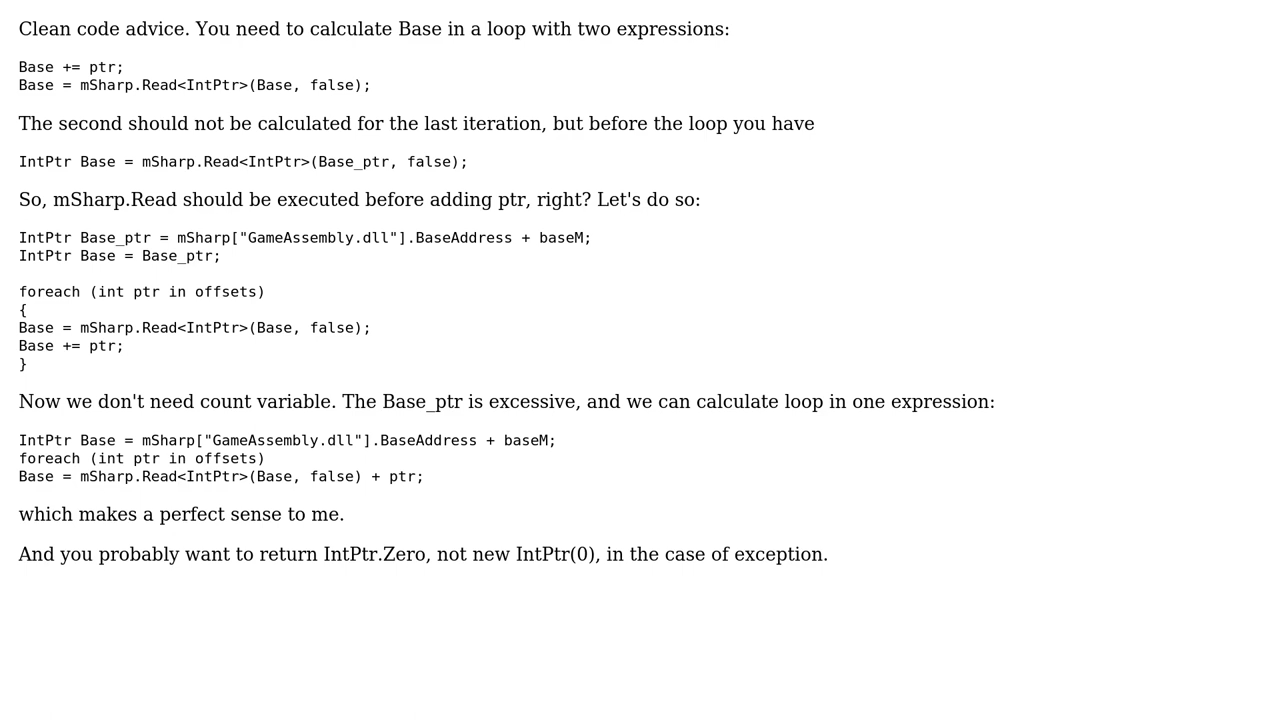 Clean code advice. You need to calculate Base in a loop with two expressions:
Base += ptr;
Base = mSharp.Read<IntPtr>(Base, false);
The second should not be calculated for the last iteration, but before the loop you have
IntPtr Base = mSharp.Read<IntPtr>(Base_ptr, false);
So, mSharp.Read should be executed before adding ptr, right? Let's do so:
IntPtr Base_ptr = mSharp["GameAssembly.dll"].BaseAddress + baseM;
IntPtr Base = Base_ptr;
foreach (int ptr in offsets)
{
Base = mSharp.Read<IntPtr>(Base, false);
Base += ptr;
}
Now we don't need count variable. The Base_ptr is excessive, and we can calculate loop in one expression:
IntPtr Base = mSharp["GameAssembly.dll"].BaseAddress + baseM;
foreach (int ptr in offsets)
Base = mSharp.Read<IntPtr>(Base, false) + ptr;
which makes a perfect sense to me.
And you probably want to return IntPtr.Zero, not new IntPtr(0), in the case of exception.